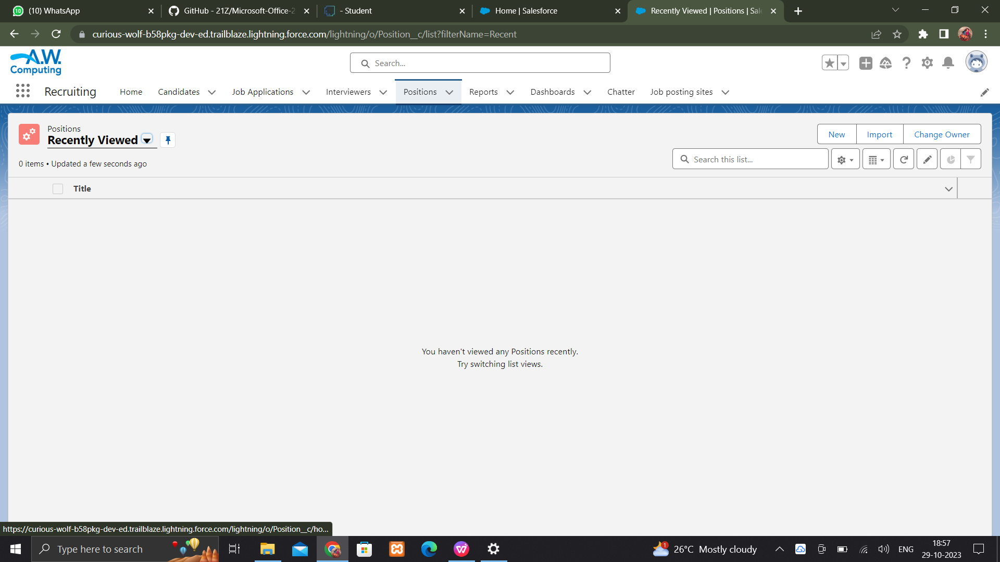 (10) WhatsApp
GitHub - 21Z/Microsoft-Office-2
- Student
Home | Salesforce
Recently Viewed | Positions | Sal
curious-wolf-b58pkg-dev-ed.trailblaze.lightning.force.com/lightning/o/Position__c/list?filterName=Recent
A.W.
Computing
Search...
Recruiting
Home
Candidates
Job Applications
Interviewers
Positions
Reports
Dashboards
Chatter
Job posting sites
Positions
Recently Viewed
New
Import
Change Owner
0 items • Updated a few seconds ago
Search this list...
Title
You haven't viewed any Positions recently.
Try switching list views.
https://curious-wolf-b58pkg-dev-ed.trailblaze.lightning.force.com/lightning/o/Position__c/ho...
Type here to search
1
26°C Mostly cloudy
ENG
18:57
29-10-2023